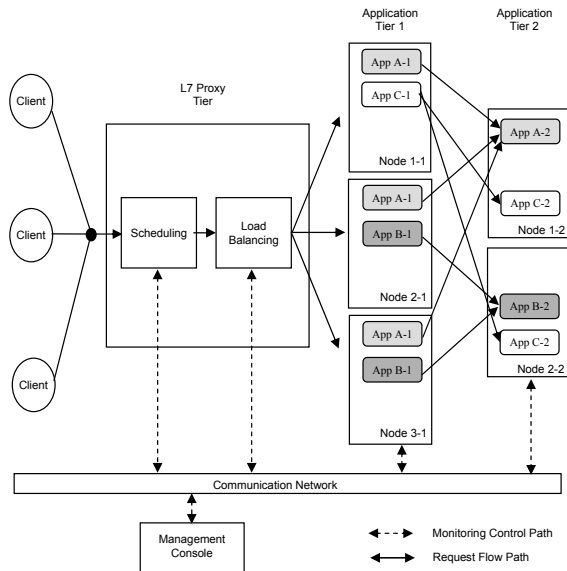 Application
Tier 1
Application
Tier 2
L7 Proxy
Tier
Client
Client
Client
Scheduling
Load
Balancing
App A-1
App C-1
Node 1-1
App A-1
App B-1
Node 2-1
App A-1
App B-1
Node 3-1
App A-2
App C-2
Node 1-2
App B-2
App C-2
Node 2-2
Communication Network
Management
Console
Monitoring Control Path
Request Flow Path